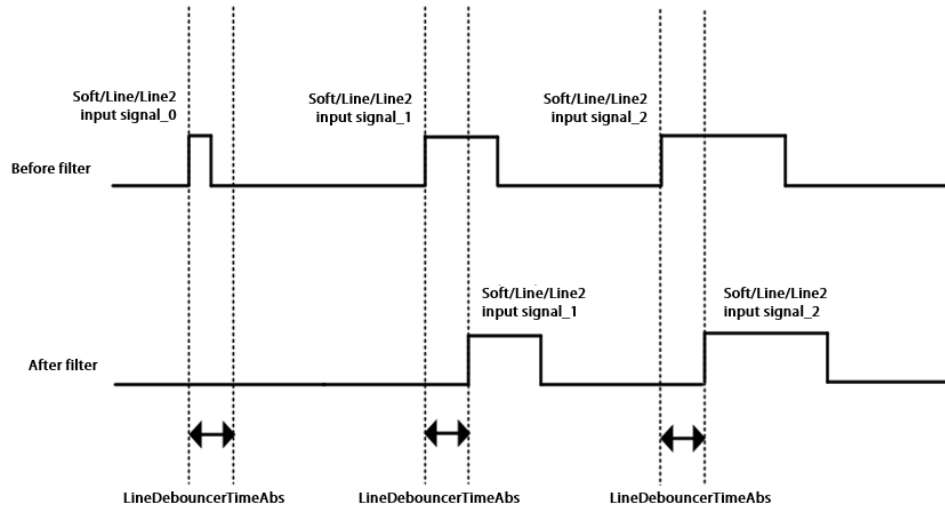 Soft/Line/Line2
input signal_0
Soft/Line/Line2
input signal_1
Soft/Line/Line2
input signal_2
Before filter
Soft/Line/Line2
input signal_1
Soft/Line/Line2
input signal_2
After filter
LineDebouncerTimeAbs
LineDebouncerTimeAbs
LineDebouncerTimeAbs